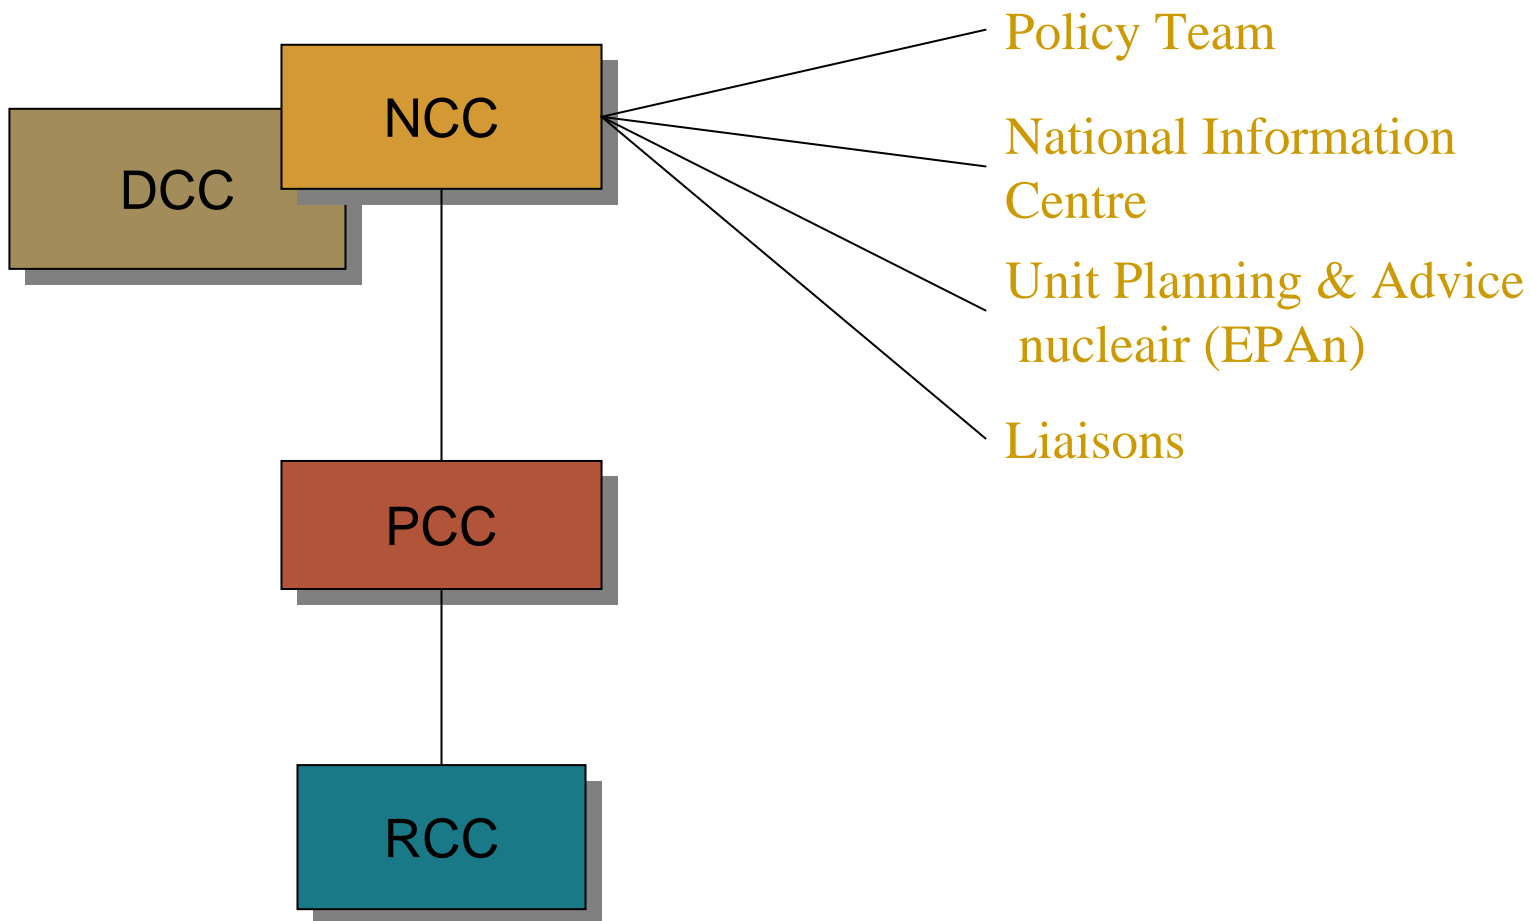 Policy Team
NCC
National Information
Centre
DCC
Unit Planning & Advice
nucleair (EPAn)
Liaisons
PCC
RCC